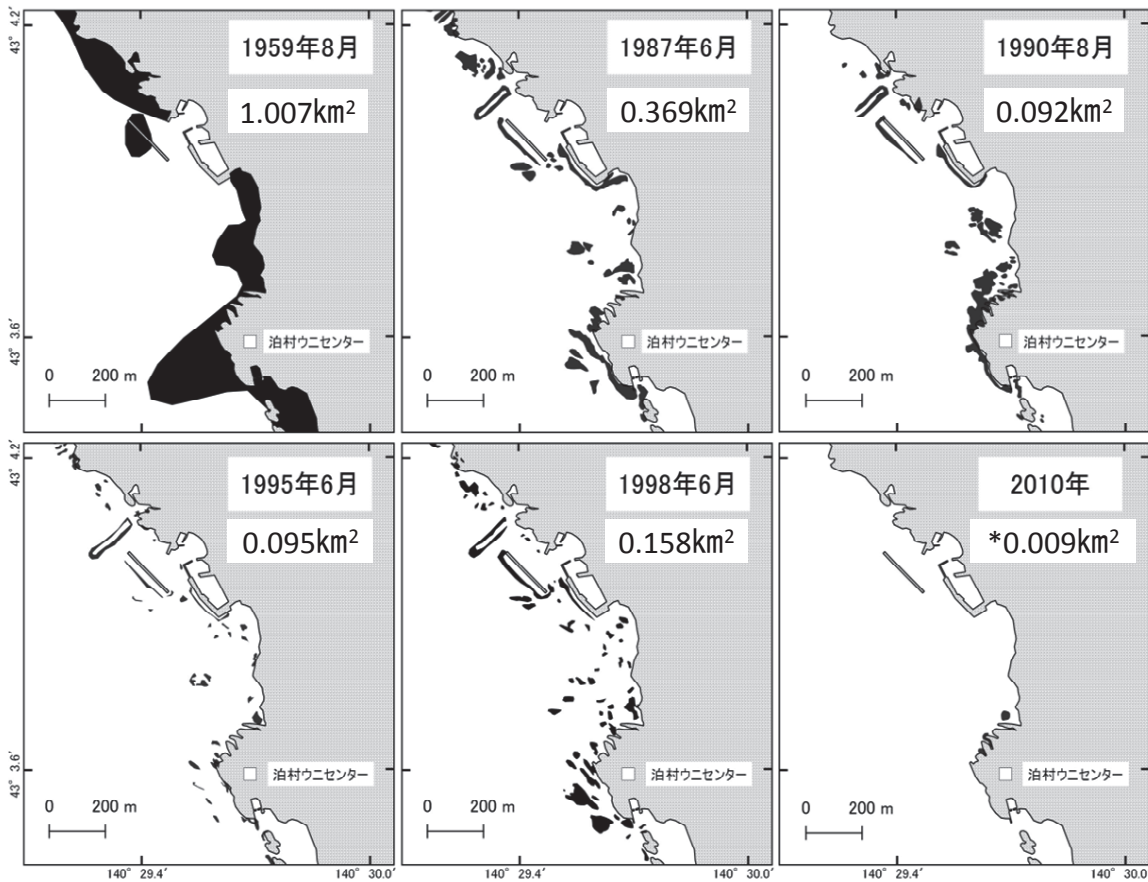 43° 4.2′
1959年8月
1.007km²
泊村ウニセンター
0 200 m
43° 3.6′
1987年6月
0.369km²
泊村ウニセンター
0 200 m
1990年8月
0.092km²
泊村ウニセンター
0 200 m
43° 4.2′
1995年6月
0.095km²
泊村ウニセンター
0 200 m
43° 3.6′
140° 29.4′
140° 30.0′
1998年6月
0.158km²
泊村ウニセンター
0 200 m
140° 29.4′
140° 30.0′
2010年
*0.009km²
泊村ウニセンター
0 200 m
140° 29.4′
140° 30.0′